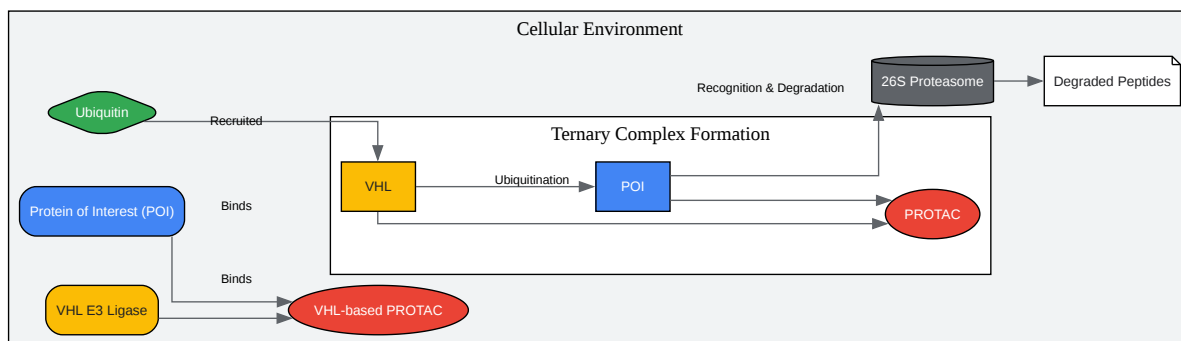 Cellular Environment
Recognition & Degradation
26S Proteasome
Degraded Peptides
Ubiquitin
Recruited
Ternary Complex Formation
VHL
Ubiquitination
POI
PROTAC
Protein of Interest (POI)
Binds
Binds
VHL E3 Ligase
VHL-based PROTAC